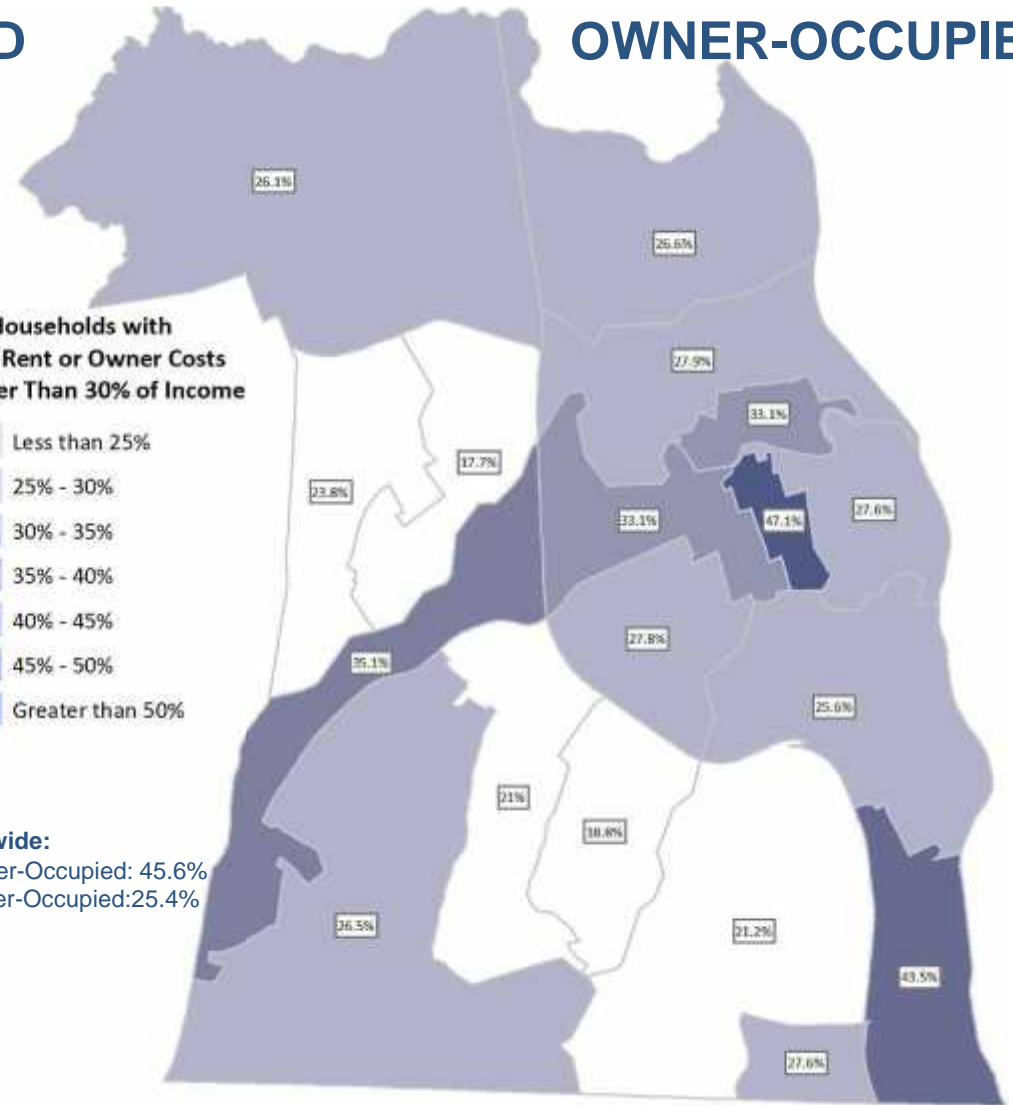 D
OWNER-OCCUPIE
26.1%
26.6%
Households with
Rent or Owner Costs
er Than 30% of Income
Less than 25%
25% - 30%
30% - 35%
35% - 40%
40% - 45%
45% - 50%
Greater than 50%
27.9%
33.1%
17.7%
23.8%
33.1%
47.1%
27.6%
27.8%
35.1%
25.6%
21%
18.8%
wide:
er-Occupied: 45.6%
er-Occupied:25.4%
26.5%
21.2%
43.5%
27.6%